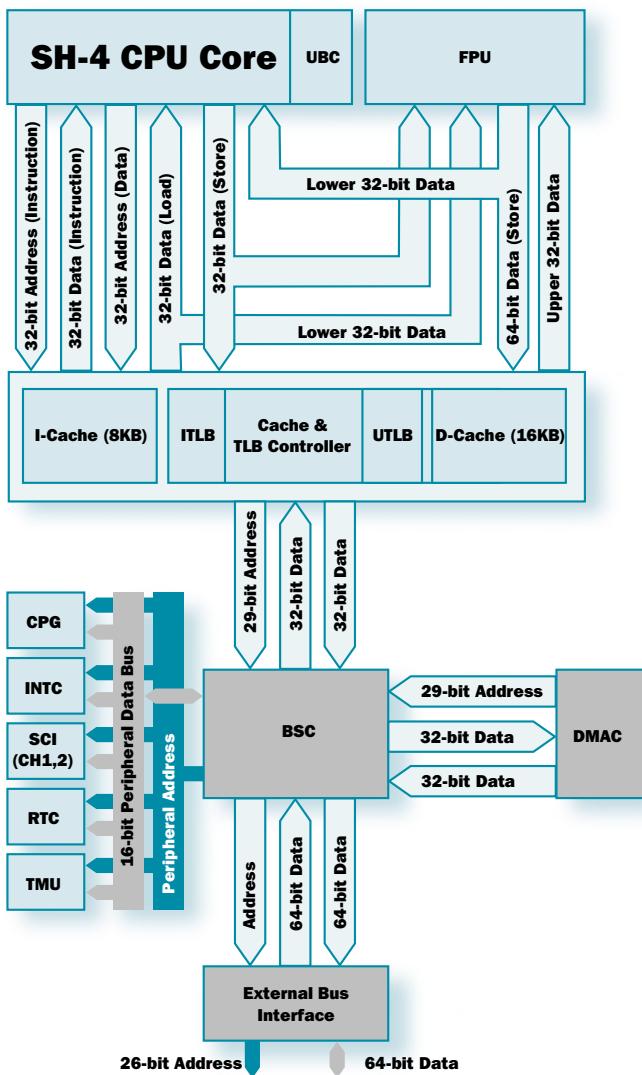 SH-4 CPU Core
UBC
FPU
32-bit Address (Instruction)
32-bit Data (Instruction)
32-bit Address (Data)
32-bit Data (Load)
32-bit Data (Store)
Lower 32-bit Data
64-bit Data (Store)
Upper 32-bit Data
Lower 32-bit Data
I-Cache (8KB)
ITLB
Cache &
TLB Controller
UTLB
D-Cache (16KB)
29-bit Address
32-bit Data
32-bit Data
CPG
INTC
SCI
(CH1,2)
RTC
TMU
16-bit Peripheral Data Bus
Peripheral Address
BSC
29-bit Address
32-bit Data
32-bit Data
DMAC
Address
64-bit Data
64-bit Data
External Bus
Interface
26-bit Address
64-bit Data